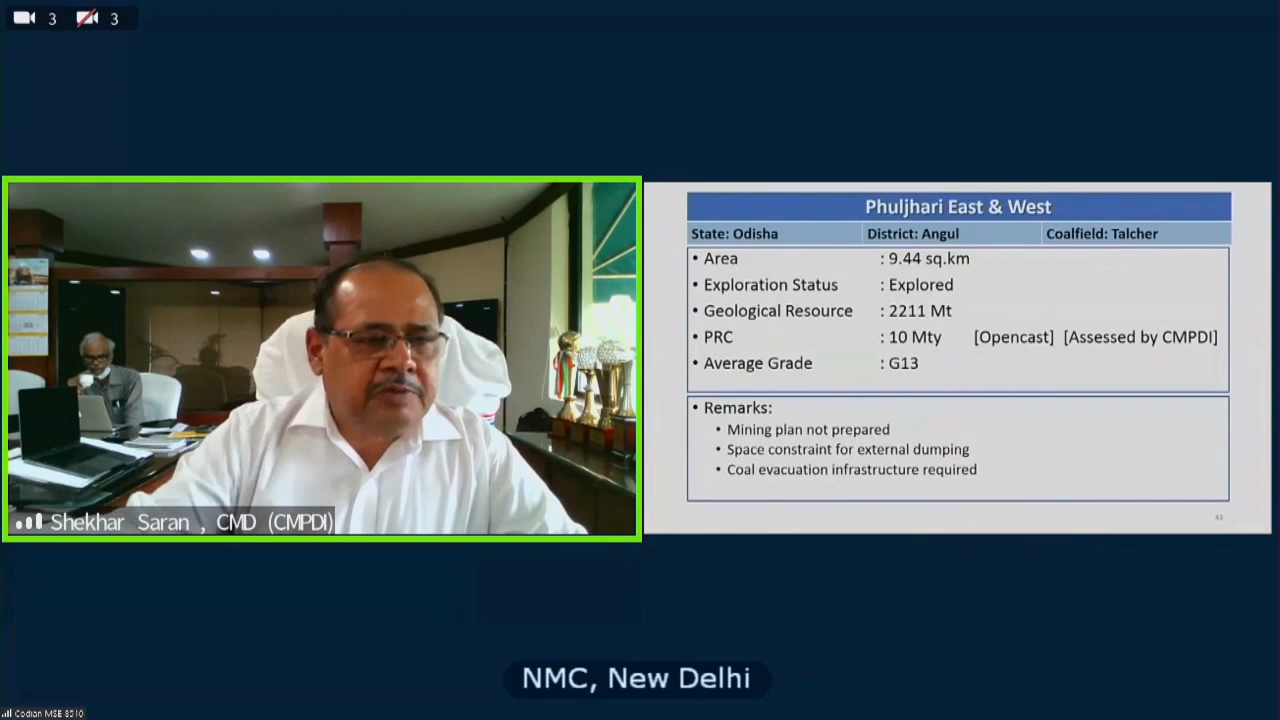 3 3
Shekhar Saran , CMD (CMPDI)
Phuljhari East & West
State: Odisha District: Angul Coalfield: Talcher
• Area : 9.44 sq.km
• Exploration Status : Explored
• Geological Resource : 2211 Mt
• PRC : 10 Mty [Opencast] [Assessed by CMPDI]
• Average Grade : G13
• Remarks:
• Mining plan not prepared
• Space constraint for external dumping
• Coal evacuation infrastructure required
43
NMC, New Delhi
Codian MSE 8510